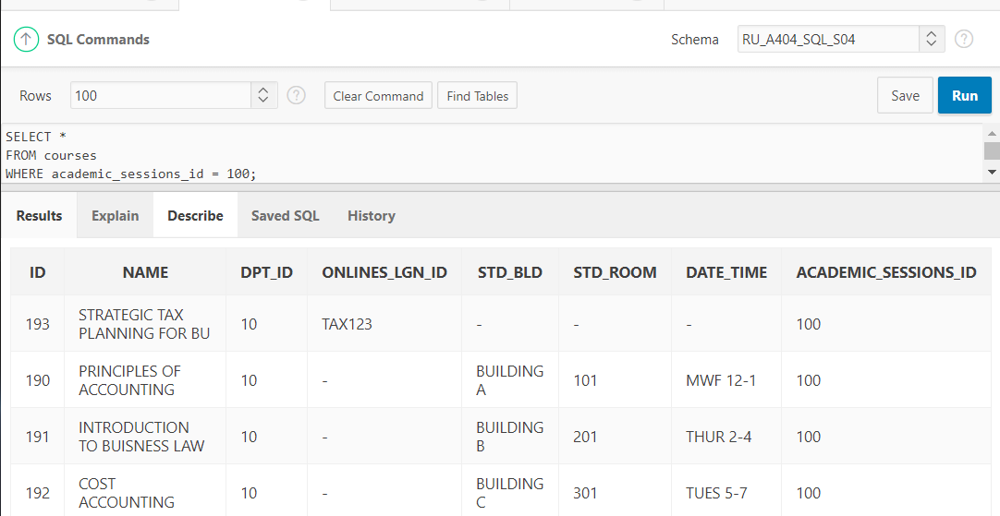 SQL Commands
Schema RU_A404_SQL_S04 ?
Rows 100 ? Clear Command Find Tables Save Run
SELECT *
FROM courses
WHERE academic_sessions_id = 100;
Results Explain Describe Saved SQL History
ID NAME DPT_ID ONLINES_LGN_ID STD_BLD STD_ROOM DATE_TIME ACADEMIC_SESSIONS_ID
193 STRATEGIC TAX PLANNING FOR BU 10 TAX123 - - - 100
190 PRINCIPLES OF ACCOUNTING 10 - BUILDING A 101 MWF 12-1 100
191 INTRODUCTION TO BUISNESS LAW 10 - BUILDING B 201 THUR 2-4 100
192 COST ACCOUNTING 10 - BUILDING C 301 TUES 5-7 100